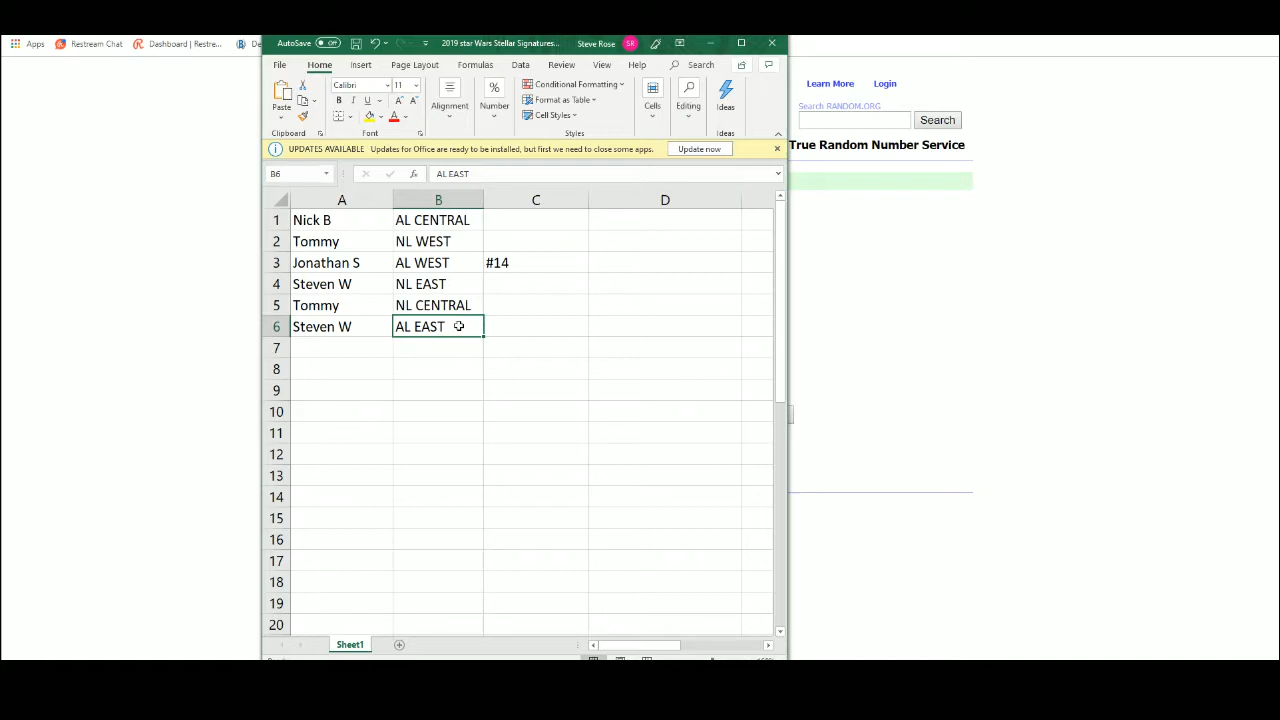 Apps Restream Chat Dashboard | Restre... Learn More Login
AutoSave Off 2019 star Wars Stellar Signatures... Steve Rose SR
File Home Insert Page Layout Formulas Data Review View Help Search
Search RANDOM.ORG
Search
True Random Number Service
Paste
Clipboard
Calibri 11
B I U A A
A
Font
Alignment
%
Number
Conditional Formatting
Format as Table
Cell Styles
Styles
Cells
Editing
Ideas
Ideas
UPDATES AVAILABLE Updates for Office are ready to be installed, but first we need to close some apps. Update now
B6 fx AL EAST
A B C D
1 Nick B AL CENTRAL
2 Tommy NL WEST
3 Jonathan S AL WEST #14
4 Steven W NL EAST
5 Tommy NL CENTRAL
6 Steven W AL EAST
7
8
9
10
11
12
13
14
15
16
17
18
19
20
Sheet1